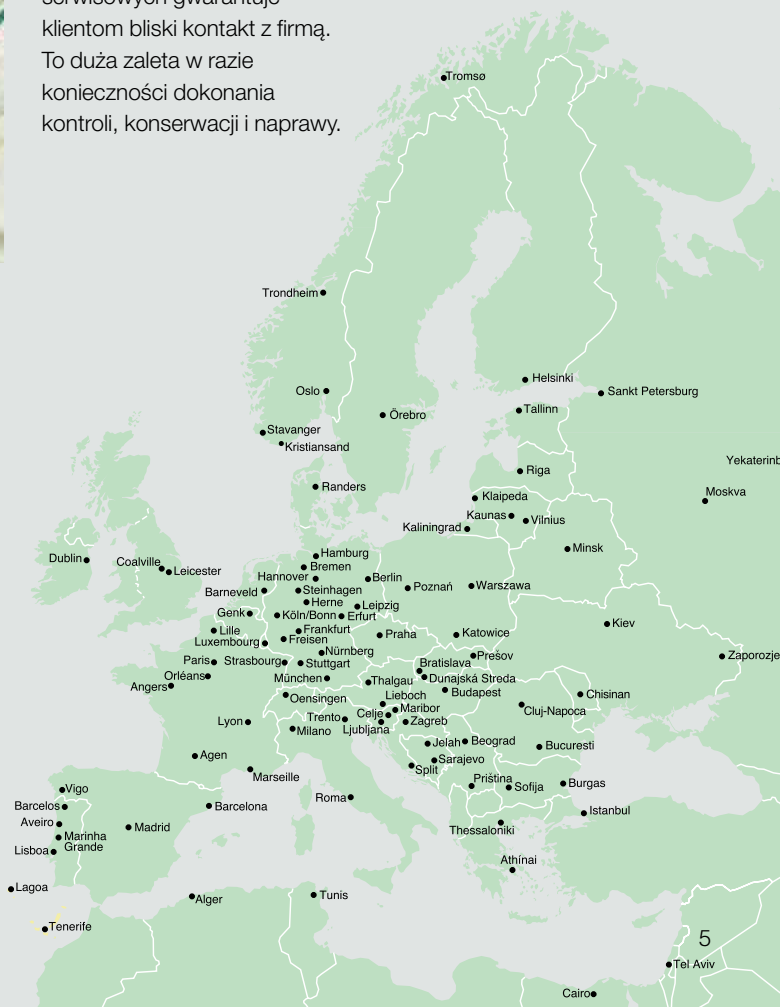 serwisowych gwarantuje
klientom bliski kontakt z firmą.
To duża zaleta w razie
konieczności dokonania
kontroli, konserwacji i naprawy.
Tromsø
Trondheim
Oslo
Helsinki
Sankt Petersburg
Örebro
Tallinn
Stavanger
Kristiansand
Yekaterinb
Riga
Randers
Moskva
Klaipeda
Kaunas
Vilnius
Kaliningrad
Minsk
Dublin
Coalville
Leicester
Hamburg
Bremen
Hannover
Berlin
Steinhagen
Poznań
Warszawa
Barneveld
Herne
Leipzig
Genk
Köln/Bonn
Erfurt
Kiev
Lille
Frankfurt
Praha
Katowice
Luxembourg
Freisen
Nürnberg
Prešov
Zaporozje
Paris
Strasbourg
Stuttgart
Bratislava
Orléans
München
Thalgau
Dunajská Streda
Angers
Oensingen
Lieboch
Budapest
Chisinan
Lyon
Trento
Celje
Maribor
Cluj-Napoca
Milano
Ljubljana
Zagreb
Jelah
Beograd
Bucuresti
Agen
Sarajevo
Split
Marseille
Priština
Sofija
Burgas
Vigo
Roma
Barcelos
Barcelona
Istanbul
Aveiro
Madrid
Thessaloniki
Marinha
Grande
Lisboa
Athínai
Lagoa
Alger
Tunis
Tenerife
5
Tel Aviv
Cairo